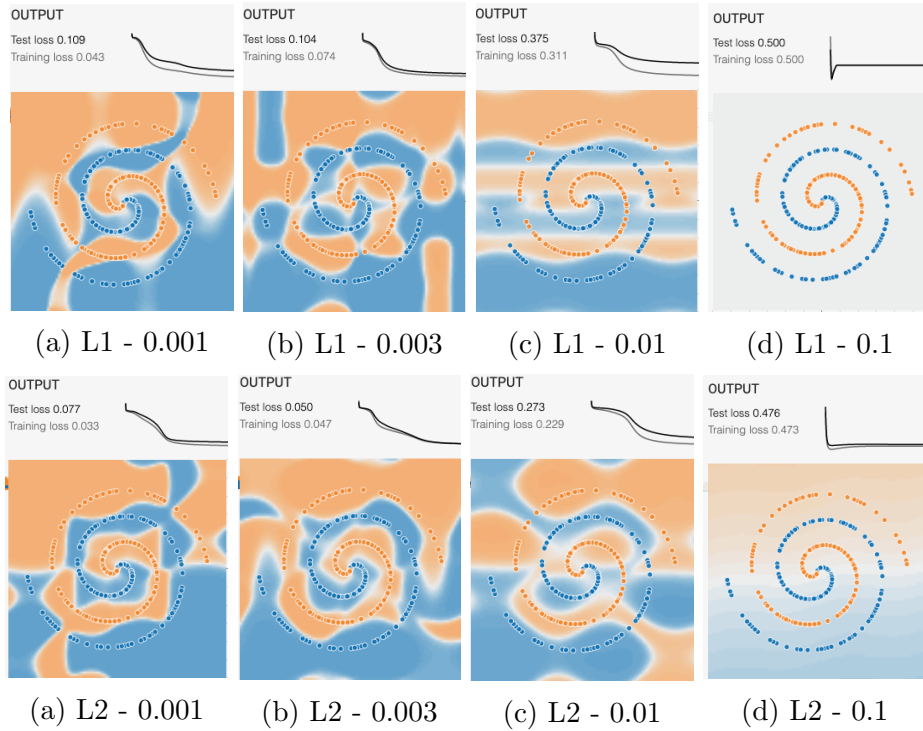 OUTPUT
Test loss 0.109
Training loss 0.043
OUTPUT
Test loss 0.104
Training loss 0.074
OUTPUT
Test loss 0.375
Training loss 0.311
OUTPUT
Test loss 0.500
Training loss 0.500
(a) L1 - 0.001
(b) L1 - 0.003
(c) L1 - 0.01
(d) L1 - 0.1
OUTPUT
Test loss 0.077
Training loss 0.033
OUTPUT
Test loss 0.050
Training loss 0.047
OUTPUT
Test loss 0.273
Training loss 0.229
OUTPUT
Test loss 0.476
Training loss 0.473
(a) L2 - 0.001
(b) L2 - 0.003
(c) L2 - 0.01
(d) L2 - 0.1